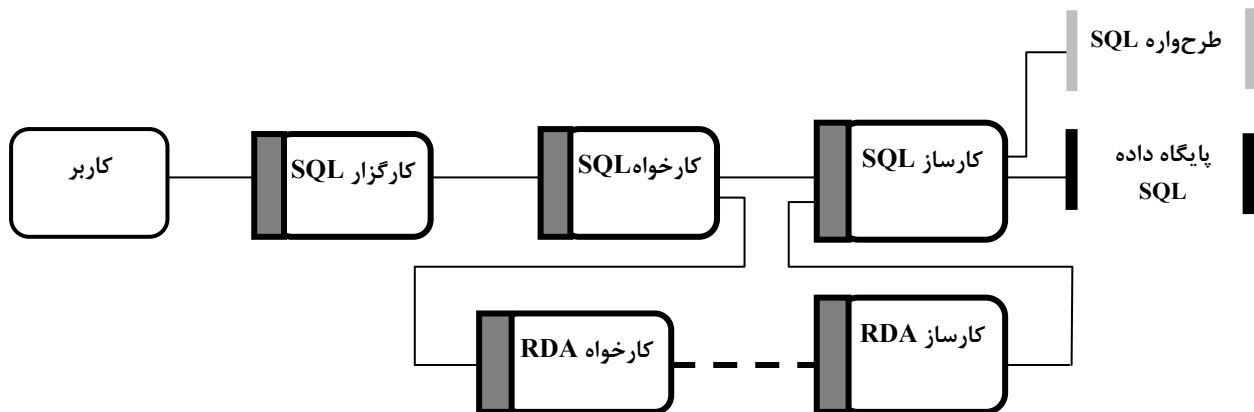 طرح‌واره SQL
کاربر
کارگزار SQL
کارخواهSQL
کارساز SQL
پایگاه داده
SQL
کارخواه RDA
کارساز RDA